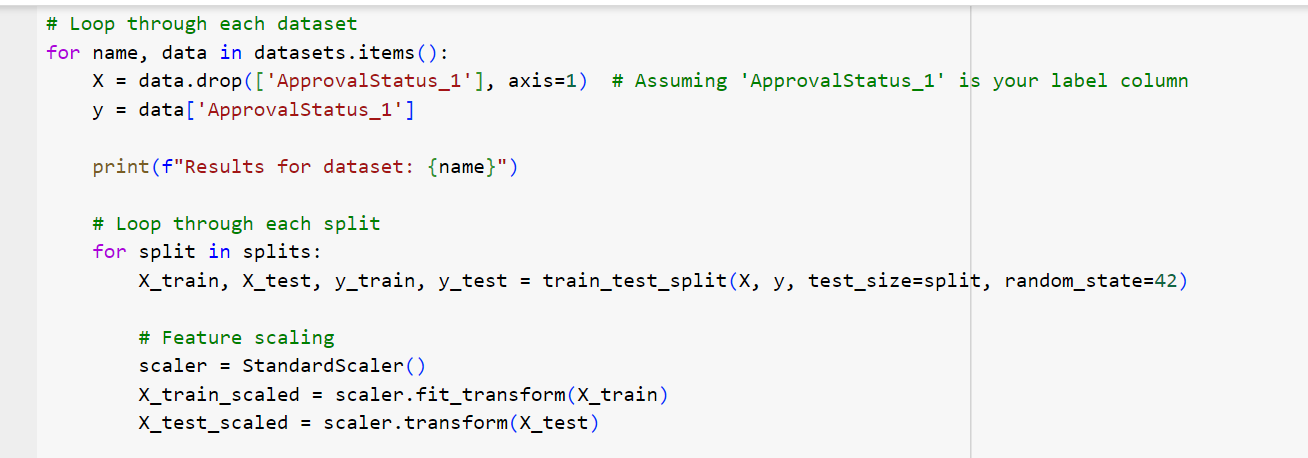 # Loop through each dataset
for name, data in datasets.items():
    X = data.drop(['ApprovalStatus_1'], axis=1)  # Assuming 'ApprovalStatus_1' is your label column
    y = data['ApprovalStatus_1']

    print(f"Results for dataset: {name}")

    # Loop through each split
    for split in splits:
        X_train, X_test, y_train, y_test = train_test_split(X, y, test_size=split, random_state=42)

        # Feature scaling
        scaler = StandardScaler()
        X_train_scaled = scaler.fit_transform(X_train)
        X_test_scaled = scaler.transform(X_test)